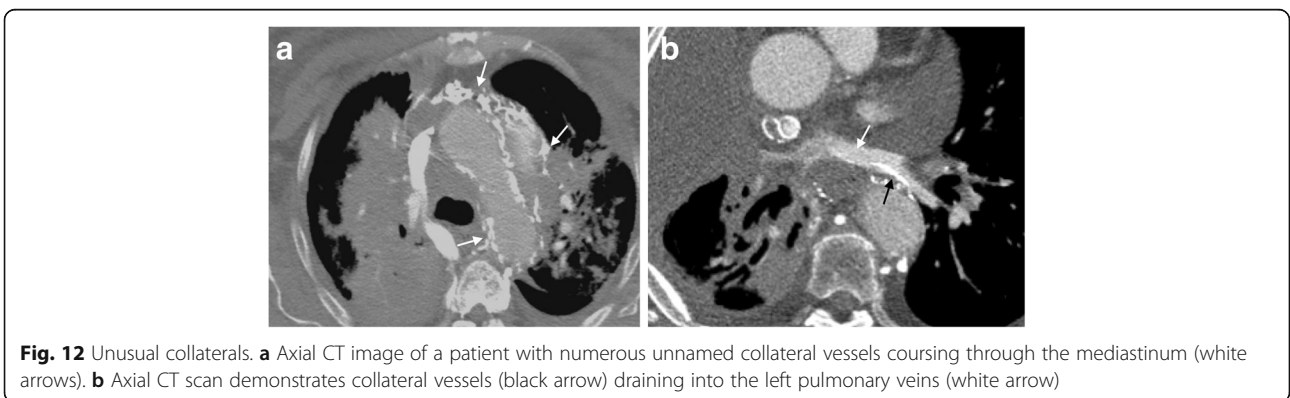 a
b
Fig. 12 Unusual collaterals. a Axial CT image of a patient with numerous unnamed collateral vessels coursing through the mediastinum (white
arrows). b Axial CT scan demonstrates collateral vessels (black arrow) draining into the left pulmonary veins (white arrow)